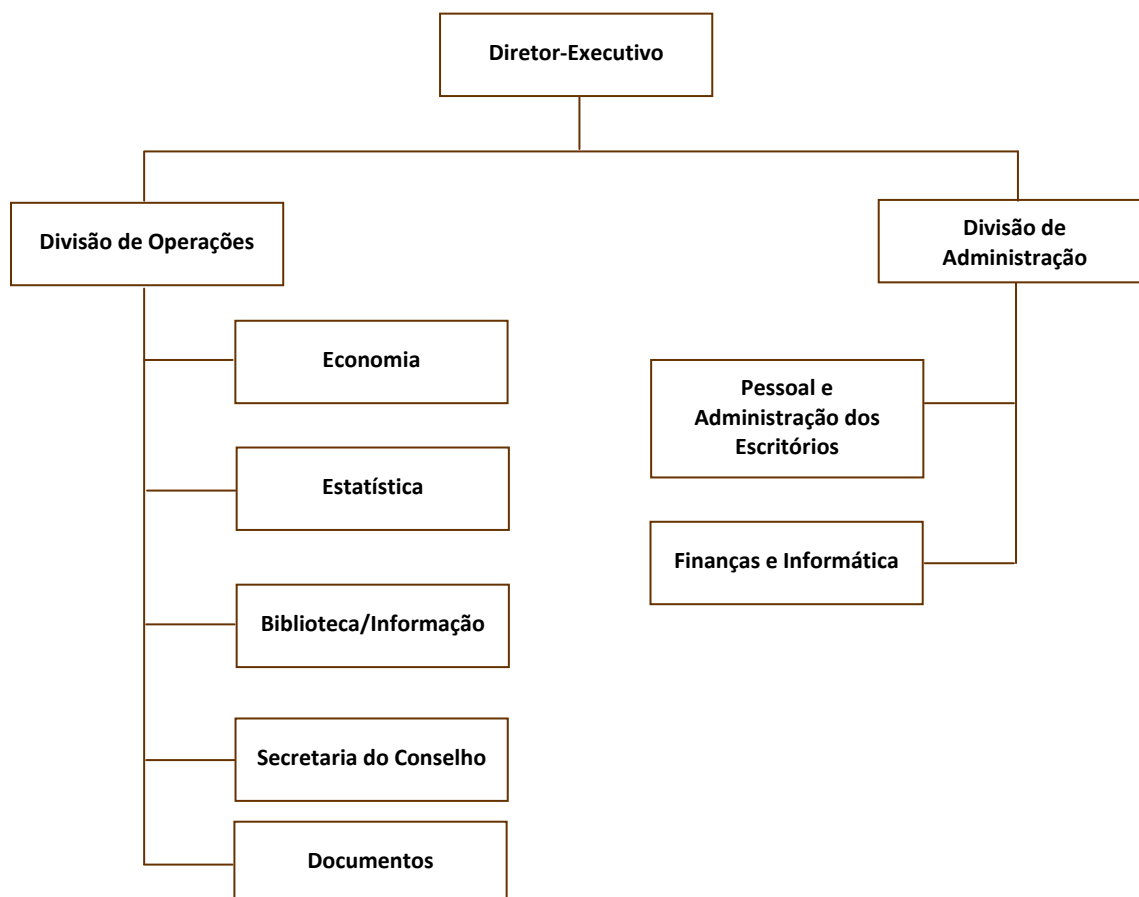 Diretor-Executivo
Divisão de Operações
Divisão de
Administração
Economia
Pessoal e
Administração dos
Escritórios
Estatística
Finanças e Informática
Biblioteca/Informação
Secretaria do Conselho
Documentos